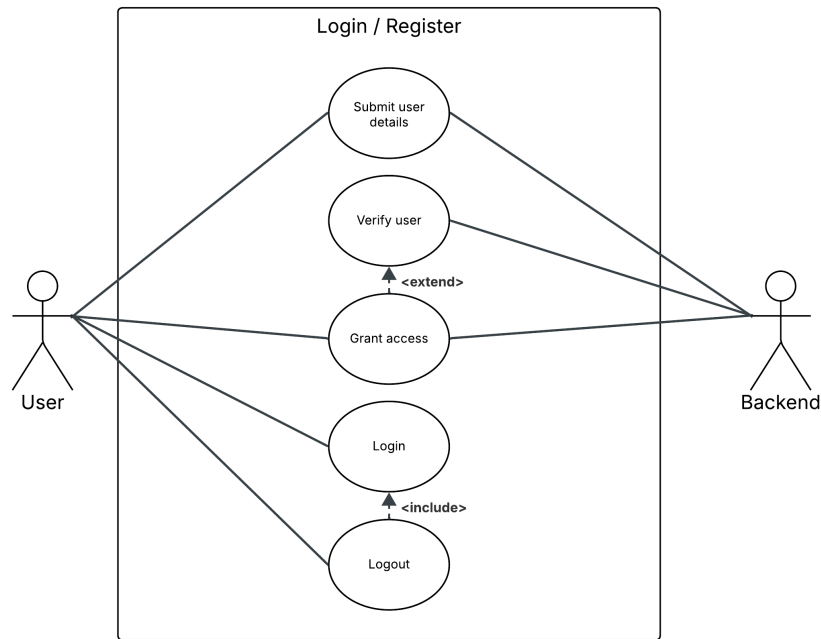 Login / Register
Submit user
details
Verify user
<extend>
Grant access
User
Backend
Login
<include>
Logout